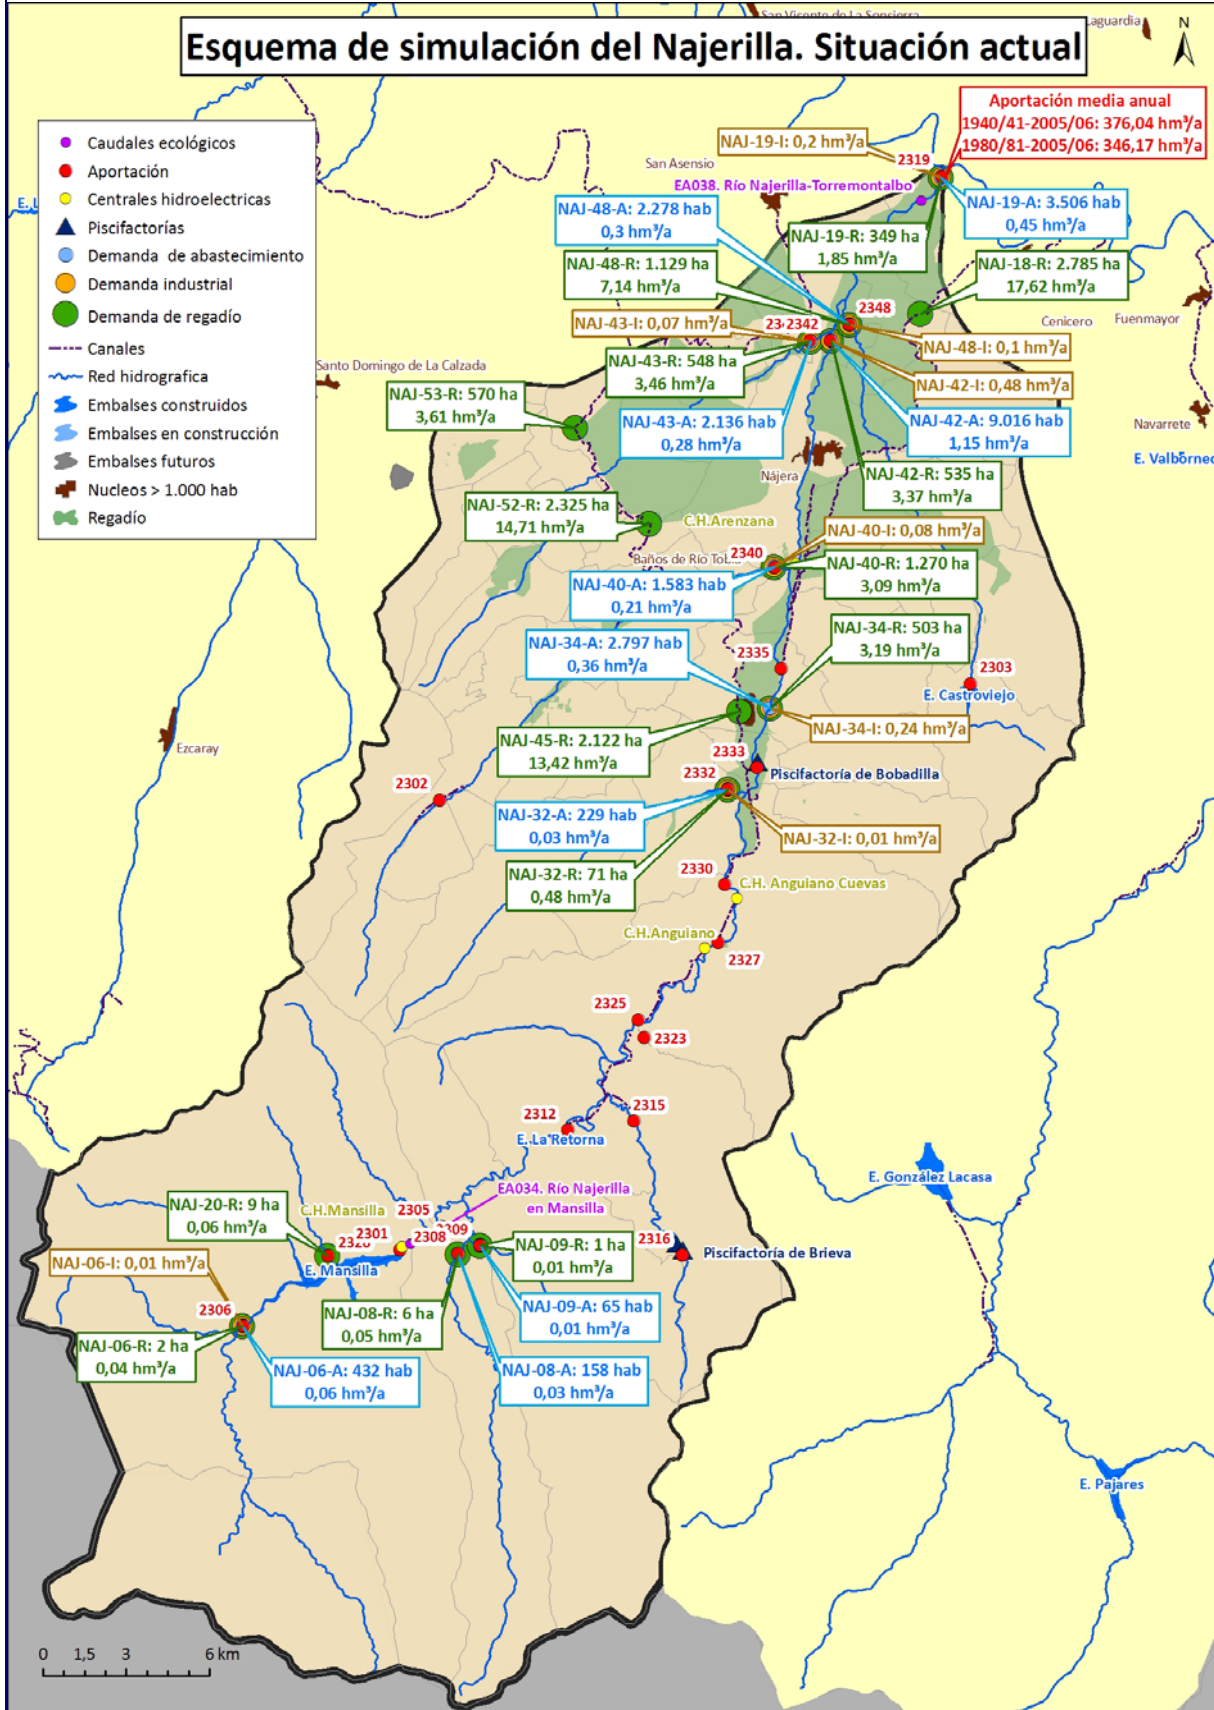 San Vicente de La Sonsierra
Laguardia
N
Esquema de simulación del Najerilla. Situación actual
Aportación media anual
1940/41-2005/06: 376,04 hm³/a
1980/81-2005/06: 346,17 hm³/a
Caudales ecológicos
Aportación
Centrales hidroelectricas
Piscifactorías
Demanda de abastecimiento
Demanda industrial
Demanda de regadío
Canales
Red hidrografica
Embalses construidos
Embalses en construcción
Embalses futuros
Nucleos > 1.000 hab
Regadío
NAJ-19-I: 0,2 hm³/a
2319
San Asensio
EA038. Río Najerilla-Torremontalbo
NAJ-48-A: 2.278 hab
0,3 hm³/a
NAJ-19-A: 3.506 hab
0,45 hm³/a
NAJ-19-R: 349 ha
1,85 hm³/a
NAJ-48-R: 1.129 ha
7,14 hm³/a
NAJ-18-R: 2.785 ha
17,62 hm³/a
2348
NAJ-43-I: 0,07 hm³/a
2342
Cenicero
Fuenmayor
NAJ-48-I: 0,1 hm³/a
NAJ-43-R: 548 ha
3,46 hm³/a
Santo Domingo de La Calzada
NAJ-42-I: 0,48 hm³/a
NAJ-53-R: 570 ha
3,61 hm³/a
NAJ-43-A: 2.136 hab
0,28 hm³/a
NAJ-42-A: 9.016 hab
1,15 hm³/a
Navarrete
E. Valbornedo
Nájera
NAJ-42-R: 535 ha
3,37 hm³/a
NAJ-52-R: 2.325 ha
14,71 hm³/a
C.H.Arenzana
NAJ-40-I: 0,08 hm³/a
Baños de Río Tobía
2340
NAJ-40-R: 1.270 ha
3,09 hm³/a
NAJ-40-A: 1.583 hab
0,21 hm³/a
NAJ-34-R: 503 ha
3,19 hm³/a
NAJ-34-A: 2.797 hab
0,36 hm³/a
2335
2303
E. Castroviejo
NAJ-34-I: 0,24 hm³/a
NAJ-45-R: 2.122 ha
13,42 hm³/a
Ezcaray
2333
Piscifactoría de Bobadilla
2332
2302
NAJ-32-A: 229 hab
0,03 hm³/a
NAJ-32-I: 0,01 hm³/a
NAJ-32-R: 71 ha
0,48 hm³/a
2330
C.H. Anguiano Cuevas
C.H.Anguiano
2327
2325
2323
2312
2315
E. La Retorna
E. González Lacasa
EA034. Río Najerilla
en Mansilla
NAJ-20-R: 9 ha
0,06 hm³/a
C.H.Mansilla
2305
2301
2308
2309
2316
Piscifactoría de Brieva
NAJ-09-R: 1 ha
0,01 hm³/a
NAJ-06-I: 0,01 hm³/a
E. Mansilla
NAJ-09-A: 65 hab
0,01 hm³/a
NAJ-08-R: 6 ha
0,05 hm³/a
2306
NAJ-06-R: 2 ha
0,04 hm³/a
NAJ-06-A: 432 hab
0,06 hm³/a
NAJ-08-A: 158 hab
0,03 hm³/a
E. Pajares
0 1,5 3 6 km